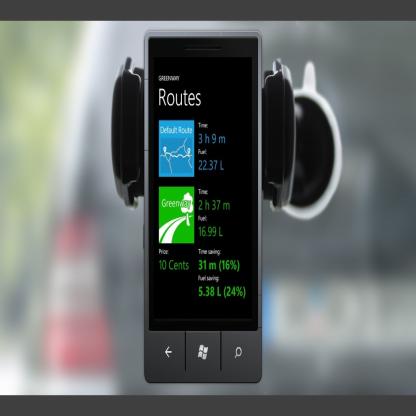 GREENWAY
Routes
Default Route
Time:
3 h 9 m
Fuel:
22.37 L
Greenway
Time:
2 h 37 m
Fuel:
16.99 L
Price:
10 Cents
Time saving:
31 m (16%)
Fuel saving:
5.38 L (24%)